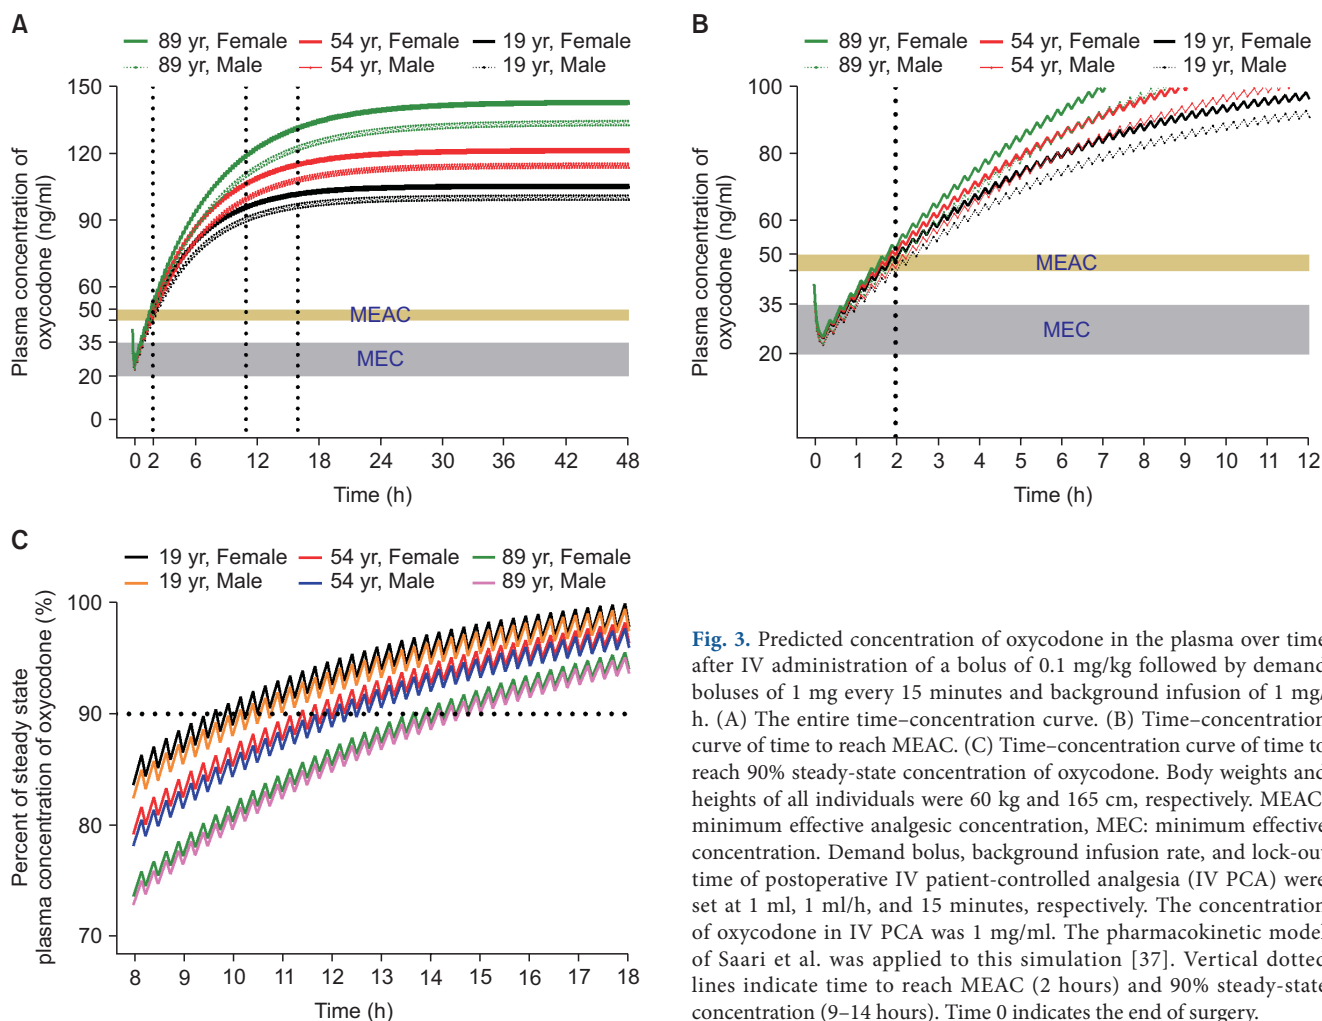 A
89 yr, Female 54 yr, Female 19 yr, Female
89 yr, Male 54 yr, Male 19 yr, Male
150
120
90
60
50
35
20
0
Plasma concentration of
oxycodone (ng/ml)
MEAC
MEC
0 2 6 12 18 24 30 36 42 48
Time (h)
B
89 yr, Female 54 yr, Female 19 yr, Female
89 yr, Male 54 yr, Male 19 yr, Male
100
80
60
50
35
20
Plasma concentration of
oxycodone (ng/ml)
MEAC
MEC
0 1 2 3 4 5 6 7 8 9 10 11 12
Time (h)
C
19 yr, Female 54 yr, Female 89 yr, Female
19 yr, Male 54 yr, Male 89 yr, Male
100
90
80
70
Percent of steady state
plasma concentration of oxycodone (%)
8 9 10 11 12 13 14 15 16 17 18
Time (h)
Fig. 3. Predicted concentration of oxycodone in the plasma over time
after IV administration of a bolus of 0.1 mg/kg followed by demand
boluses of 1 mg every 15 minutes and background infusion of 1 mg/
h. (A) The entire time–concentration curve. (B) Time–concentration
curve of time to reach MEAC. (C) Time–concentration curve of time to
reach 90% steady-state concentration of oxycodone. Body weights and
heights of all individuals were 60 kg and 165 cm, respectively. MEAC
minimum effective analgesic concentration, MEC: minimum effective
concentration. Demand bolus, background infusion rate, and lock-out
time of postoperative IV patient-controlled analgesia (IV PCA) were
set at 1 ml, 1 ml/h, and 15 minutes, respectively. The concentration
of oxycodone in IV PCA was 1 mg/ml. The pharmacokinetic model
of Saari et al. was applied to this simulation [37]. Vertical dotted
lines indicate time to reach MEAC (2 hours) and 90% steady-state
concentration (9–14 hours). Time 0 indicates the end of surgery.